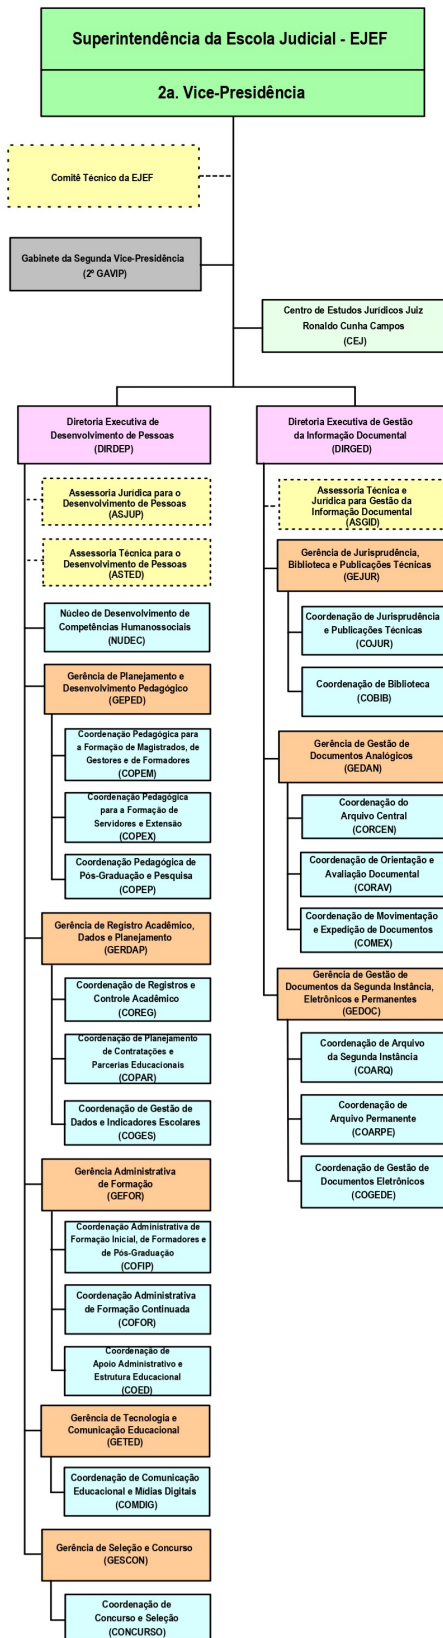 Superintendência da Escola Judicial - EJEF
2a. Vice-Presidência
Comitê Técnico da EJEF
Gabinete da Segunda Vice-Presidência
(2º GAVIP)
Centro de Estudos Jurídicos Juiz
Ronaldo Cunha Campos
(CEJ)
Diretoria Executiva de
Desenvolvimento de Pessoas
(DIRDEP)
Assessoria Jurídica para o
Desenvolvimento de Pessoas
(ASJUP)
Assessoria Técnica para o
Desenvolvimento de Pessoas
(ASTED)
Núcleo de Desenvolvimento de
Competências Humanossociais
(NUDEC)
Gerência de Planejamento e
Desenvolvimento Pedagógico
(GEPED)
Coordenação Pedagógica para
a Formação de Magistrados, de
Gestores e de Formadores
(COPEM)
Coordenação Pedagógica
para a Formação de
Servidores e Extensão
(COPEX)
Coordenação Pedagógica de
Pós-Graduação e Pesquisa
(COPEP)
Gerência de Registro Acadêmico,
Dados e Planejamento
(GERDAP)
Coordenação de Registros e
Controle Acadêmico
(COREG)
Coordenação de Planejamento
de Contratações e
Parcerias Educacionais
(COPAR)
Coordenação de Gestão de
Dados e Indicadores Escolares
(COGES)
Gerência Administrativa
de Formação
(GEFOR)
Coordenação Administrativa de
Formação Inicial, de Formadores e
de Pós-Graduação
(COFIP)
Coordenação Administrativa
de Formação Continuada
(COFOR)
Coordenação de
Apoio Administrativo e
Estrutura Educacional
(COED)
Gerência de Tecnologia e
Comunicação Educacional
(GETED)
Coordenação de Comunicação
Educacional e Mídias Digitais
(COMDIG)
Gerência de Seleção e Concurso
(GESCON)
Coordenação de
Concurso e Seleção
(CONCURSO)
Diretoria Executiva de Gestão
da Informação Documental
(DIRGED)
Assessoria Técnica e
Jurídica para Gestão da
Informação Documental
(ASGID)
Gerência de Jurisprudência,
Biblioteca e Publicações Técnicas
(GEJUR)
Coordenação de Jurisprudência
e Publicações Técnicas
(COJUR)
Coordenação de Biblioteca
(COBIB)
Gerência de Gestão de
Documentos Analógicos
(GEDAN)
Coordenação do
Arquivo Central
(CORCEN)
Coordenação de Orientação e
Avaliação Documental
(CORAV)
Coordenação de Movimentação
e Expedição de Documentos
(COMEX)
Gerência de Gestão de
Documentos da Segunda Instância,
Eletrônicos e Permanentes
(GEDOC)
Coordenação de Arquivo
da Segunda Instância
(COARQ)
Coordenação de
Arquivo Permanente
(COARPE)
Coordenação de Gestão de
Documentos Eletrônicos
(COGEDE)